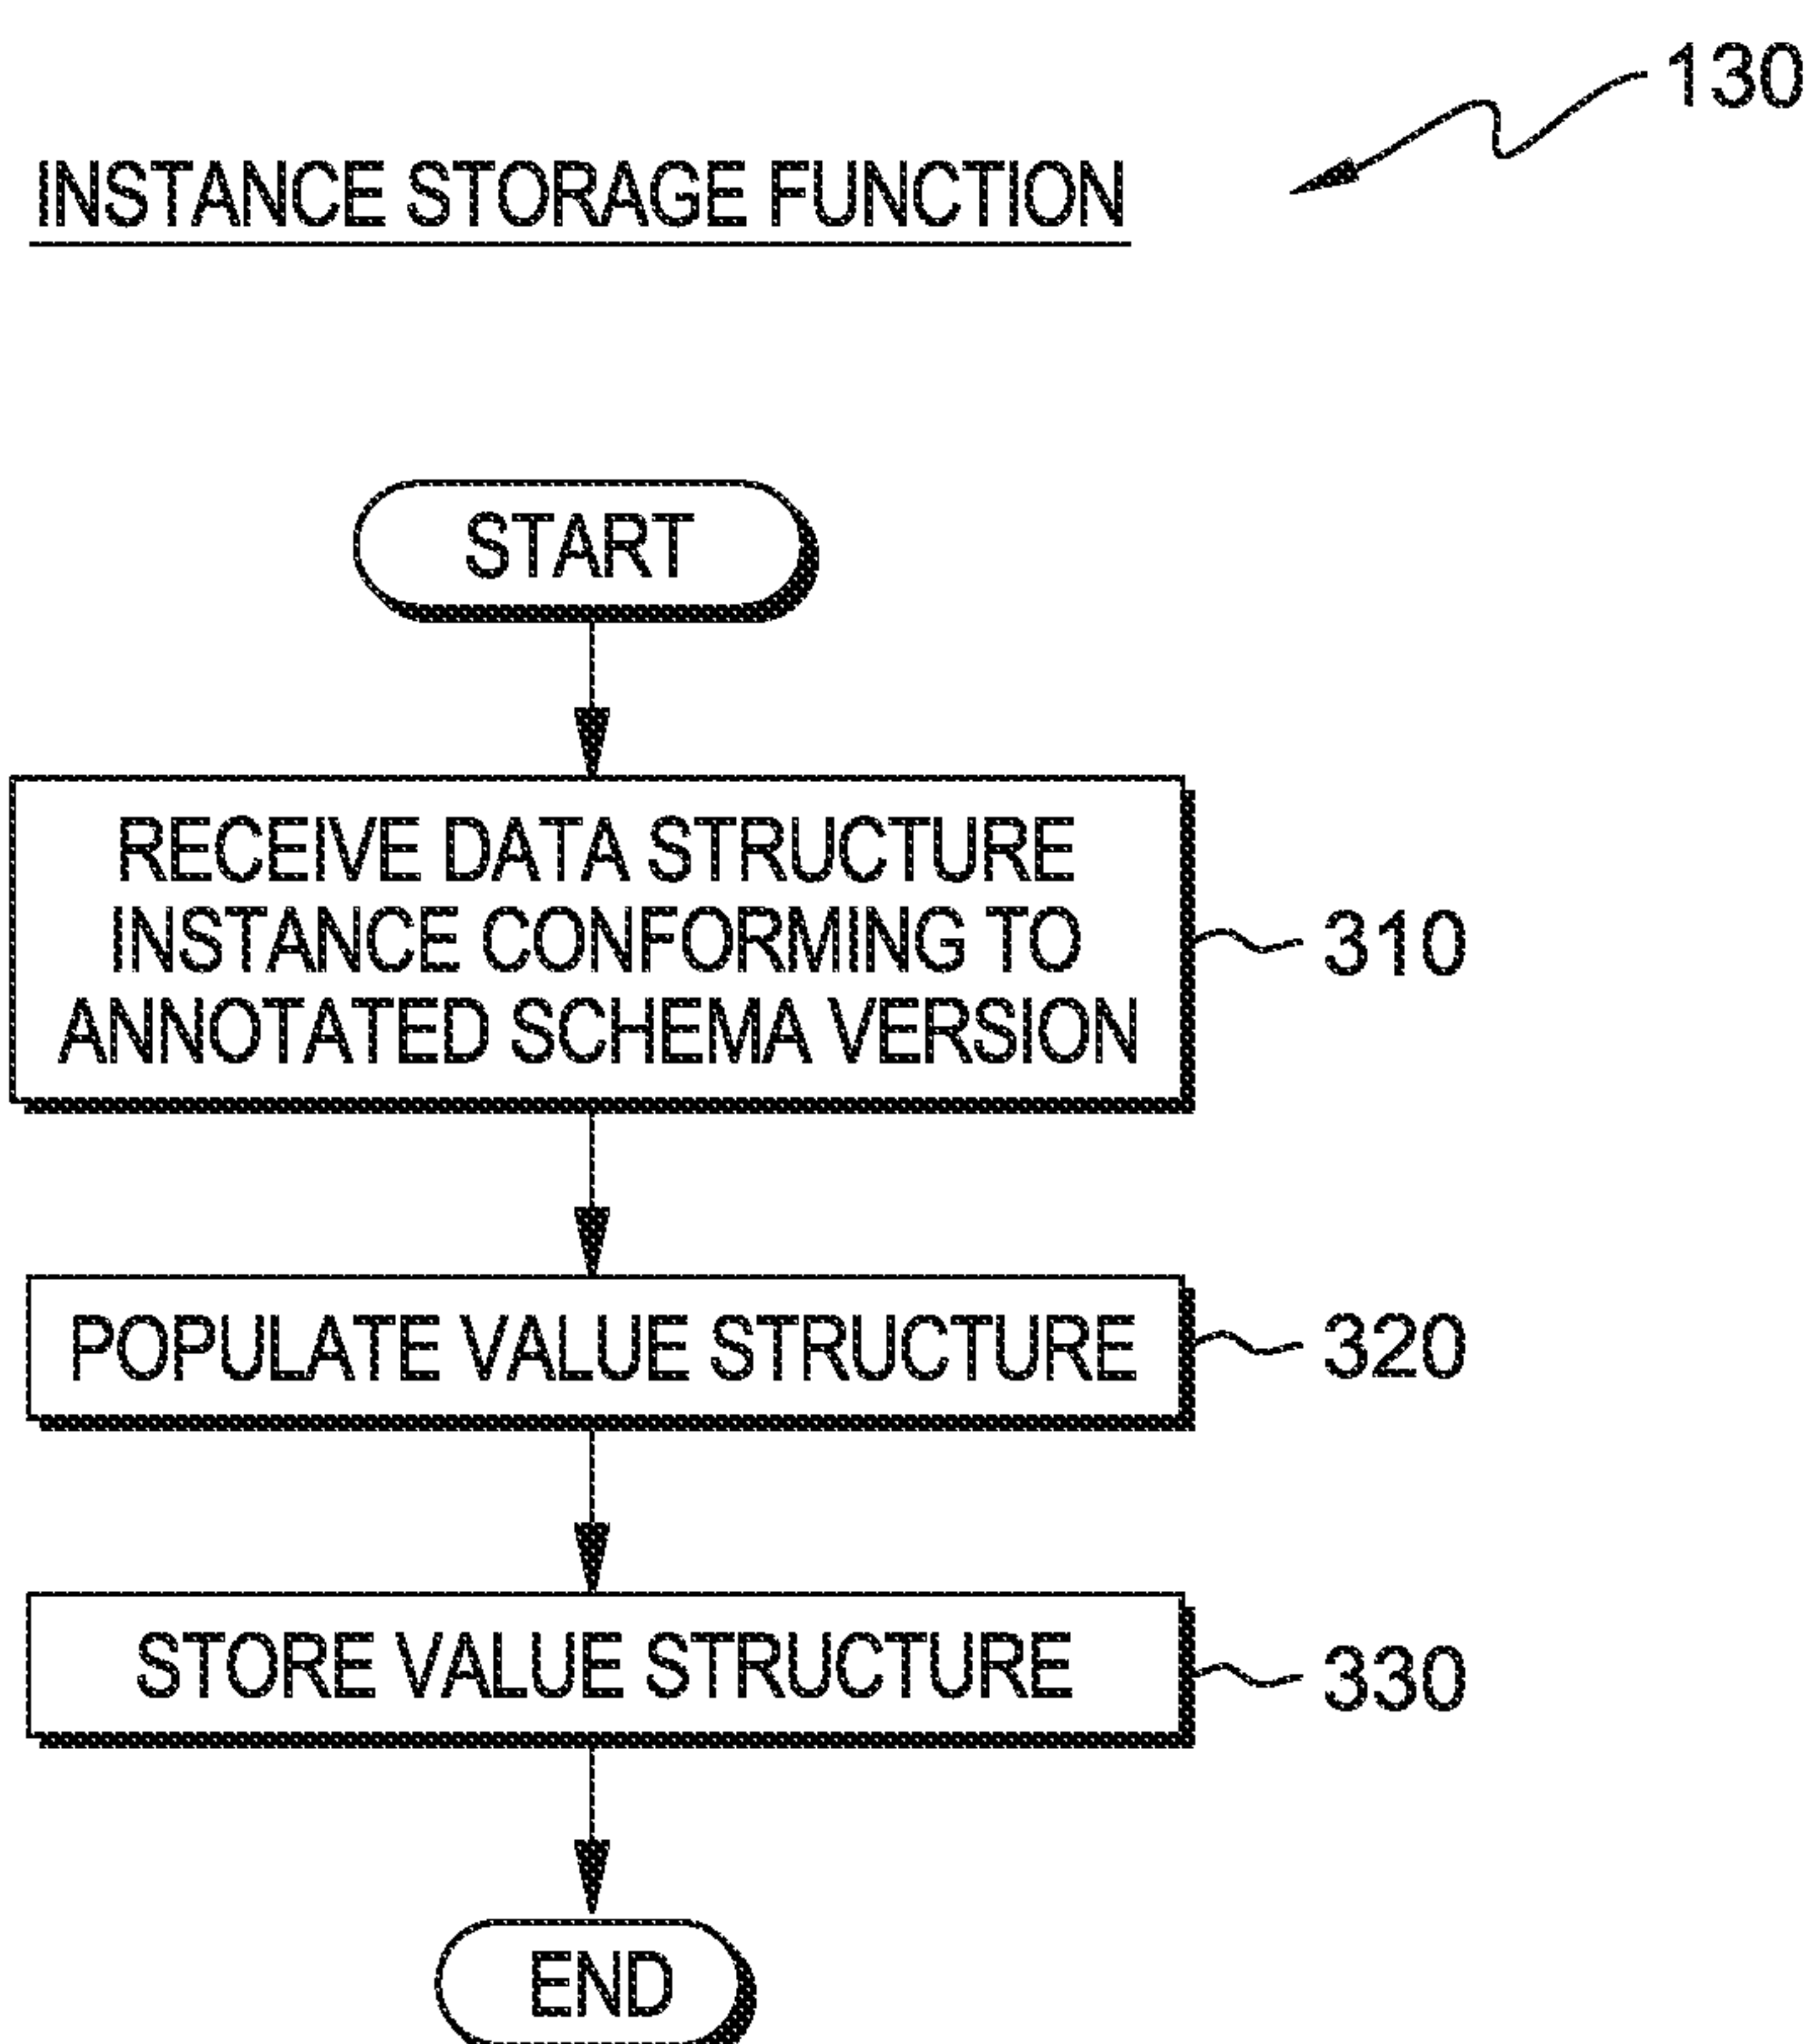 130
INSTANCE STORAGE FUNCTION
START
RECEIVE DATA STRUCTURE
INSTANCE CONFORMING TO
ANNOTATED SCHEMA VERSION
310
POPULATE VALUE STRUCTURE
320
STORE VALUE STRUCTURE
330
END